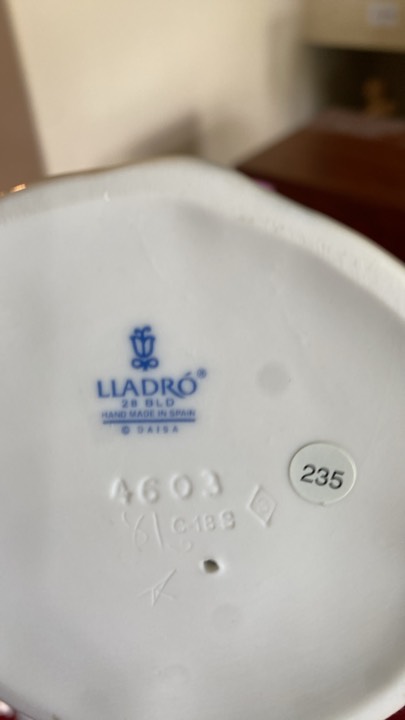 LLADRÓ®
28 BLD
HAND MADE IN SPAIN
© DAISA
4603
235
C-18 S